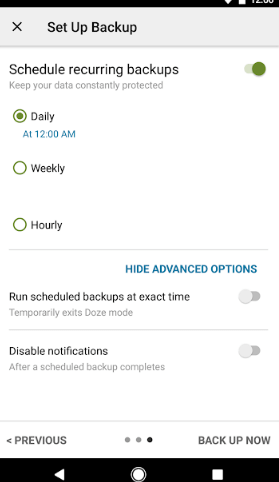 12:00
Set Up Backup
Schedule recurring backups
Keep your data constantly protected
Daily
At 12:00 AM
Weekly
Hourly
HIDE ADVANCED OPTIONS
Run scheduled backups at exact time
Temporarily exits Doze mode
Disable notifications
After a scheduled backup completes
< PREVIOUS
BACK UP NOW